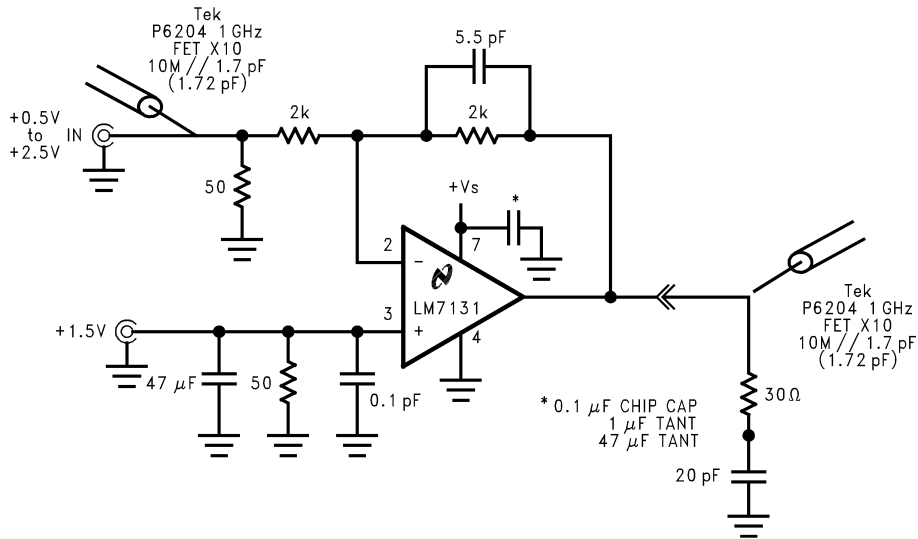 Tek
P6204 1 GHz
FET X10
10M // 1.7 pF
(1.72 pF)
5.5 pF
+0.5V
to
+2.5V
IN
2k
2k
50
+Vs
*
2
7
−
LM7131
3
+
4
+1.5V
47 μF
50
0.1 pF
Tek
P6204 1 GHz
FET X10
10M // 1.7 pF
(1.72 pF)
* 0.1 μF CHIP CAP
1 μF TANT
47 μF TANT
30Ω
20 pF